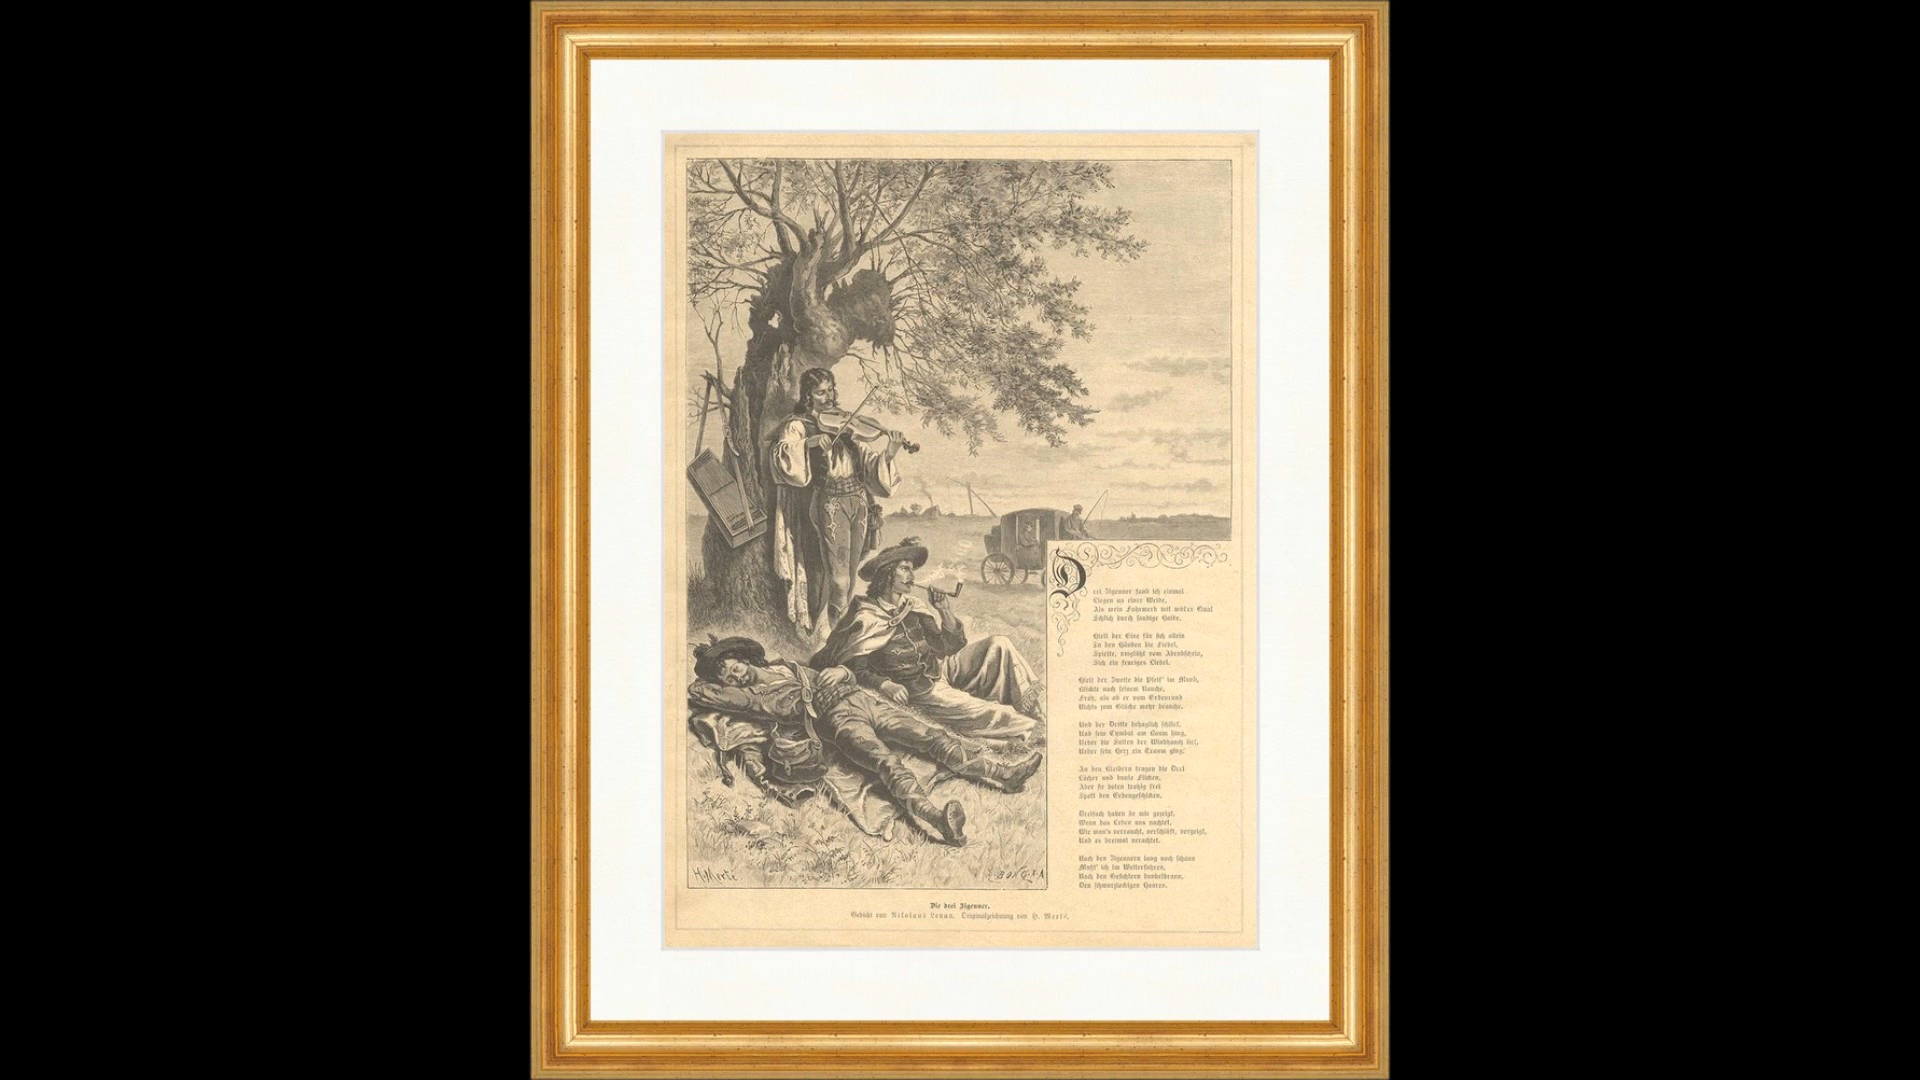 H. Merté
BONG X.A
Drei Zigeuner fand ich einmal
Liegen an einer Weide,
Als mein Fuhrwerk mit müder Qual
Schlich durch sandige Haide.
Hielt der Eine für sich allein
In den Händen die Fiedel,
Spielte, umglüht vom Abendschein,
Sich ein feuriges Liedel.
Hielt der Zweite die Pfeif' im Mund,
Blickte nach seinem Rauche,
Froh, als ob er vom Erdenrund
Nichts zum Glücke mehr brauche.
Und der Dritte behaglich schlief,
Und sein Cymbal am Baum hing,
Ueber die Saiten der Windhauch lief,
Ueber sein Herz ein Traum ging.
An den Kleidern trugen die Drei
Löcher und bunte Flicken,
Aber sie boten trotzig frei
Spott den Erdengeschicken.
Dreifach haben sie mir gezeigt,
Wenn das Leben uns nachtet,
Wie man's verraucht, verschläft, vergeigt,
Und es dreimal verachtet.
Nach den Zigeunern lang noch schaun
Mußt' ich im Weiterfahren,
Nach den Gesichtern dunkelbraun,
Den schwarzlockigen Haaren.
Die drei Zigeuner.
Gedicht von Nikolaus Lenau. Originalzeichnung von H. Merté.